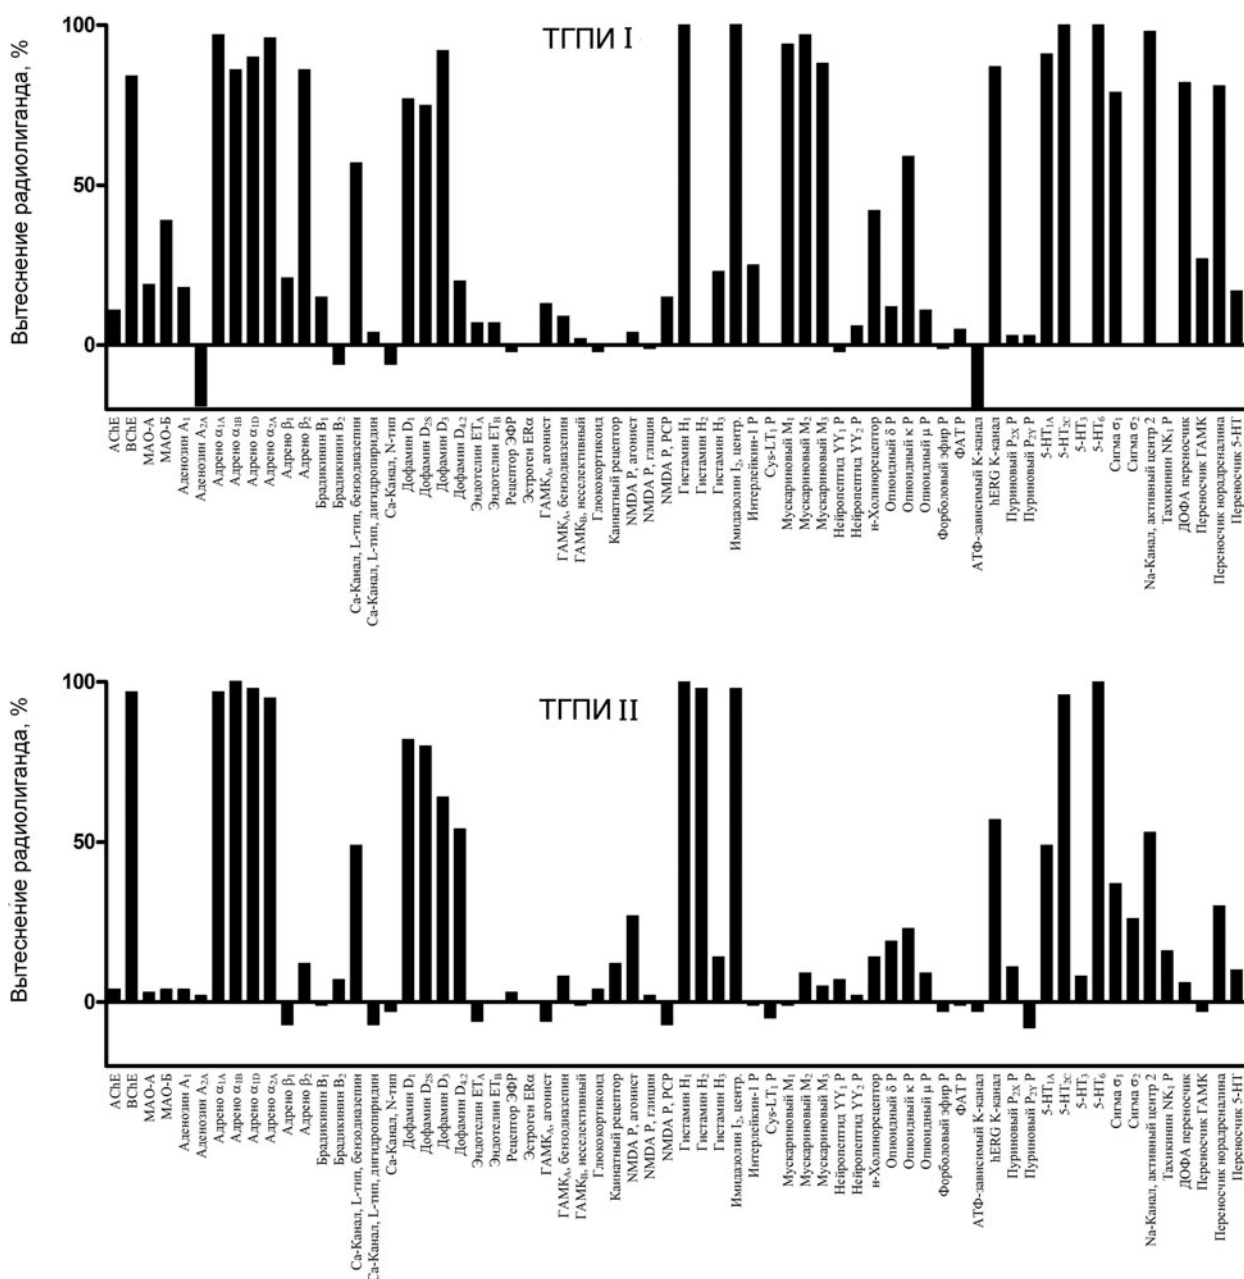 ТГПИ I
Вытеснение радиолиганда, %
100
50
0
AChE
BChE
МАО-А
МАО-Б
Аденозин A1
Аденозин A2A
Адрено α1A
Адрено α1B
Адрено α1D
Адрено α2A
Адрено β1
Адрено β2
Брадикинин B1
Брадикинин B2
Ca-Канал, L-тип, бензодиазепин
Ca-Канал, L-тип, дигидропиридин
Ca-Канал, N-тип
Дофамин D1
Дофамин D2S
Дофамин D3
Дофамин D4.2
Эндотелин ETA
Эндотелин ETB
Рецептор ЭФР
Эстроген ERα
ГАМКA, агонист
ГАМКA, бензодиазепин
ГАМКB, неселективный
Глюкокортикоид
Каинатный рецептор
NMDA Р, агонист
NMDA Р, глицин
NMDA Р, PCP
Гистамин H1
Гистамин H2
Гистамин H3
Имидазолин I2, центр.
Интерлейкин-1 Р
Cys-LT1 Р
Мускариновый M1
Мускариновый M2
Мускариновый M3
Нейропептид YY1 Р
Нейропептид YY2 Р
н-Холинорецептор
Опиоидный δ Р
Опиоидный κ Р
Опиоидный μ Р
Форболовый эфир Р
ФАТ Р
АТФ-зависимый К-канал
hERG К-канал
Пуриновый P2X Р
Пуриновый P2Y Р
5-HT1A
5-HT2C
5-HT3
5-HT6
Сигма σ1
Сигма σ2
Na-Канал, активный центр 2
Тахикинин NK1 Р
ДОФА переносчик
Переносчик ГАМК
Переносчик норадреналина
Переносчик 5-HT
ТГПИ II
Вытеснение радиолиганда, %
100
50
0
AChE
BChE
МАО-А
МАО-Б
Аденозин A1
Аденозин A2A
Адрено α1A
Адрено α1B
Адрено α1D
Адрено α2A
Адрено β1
Адрено β2
Брадикинин B1
Брадикинин B2
Ca-Канал, L-тип, бензодиазепин
Ca-Канал, L-тип, дигидропиридин
Ca-Канал, N-тип
Дофамин D1
Дофамин D2S
Дофамин D3
Дофамин D4.2
Эндотелин ETA
Эндотелин ETB
Рецептор ЭФР
Эстроген ERα
ГАМКA, агонист
ГАМКA, бензодиазепин
ГАМКB, неселективный
Глюкокортикоид
Каинатный рецептор
NMDA Р, агонист
NMDA Р, глицин
NMDA Р, PCP
Гистамин H1
Гистамин H2
Гистамин H3
Имидазолин I2, центр.
Интерлейкин-1 Р
Cys-LT1 Р
Мускариновый M1
Мускариновый M2
Мускариновый M3
Нейропептид YY1 Р
Нейропептид YY2 Р
н-Холинорецептор
Опиоидный δ Р
Опиоидный κ Р
Опиоидный μ Р
Форболовый эфир Р
ФАТ Р
АТФ-зависимый К-канал
hERG К-канал
Пуриновый P2X Р
Пуриновый P2Y Р
5-HT1A
5-HT2C
5-HT3
5-HT6
Сигма σ1
Сигма σ2
Na-Канал, активный центр 2
Тахикинин NK1 Р
ДОФА переносчик
Переносчик ГАМК
Переносчик норадреналина
Переносчик 5-HT